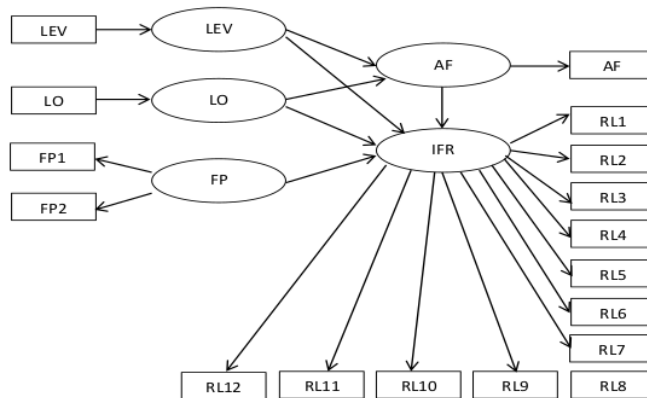 LEV
LEV
AF
AF
LO
LO
RL1
FP1
IFR
RL2
FP
RL3
FP2
RL4
RL5
RL6
RL7
RL12
RL11
RL10
RL9
RL8